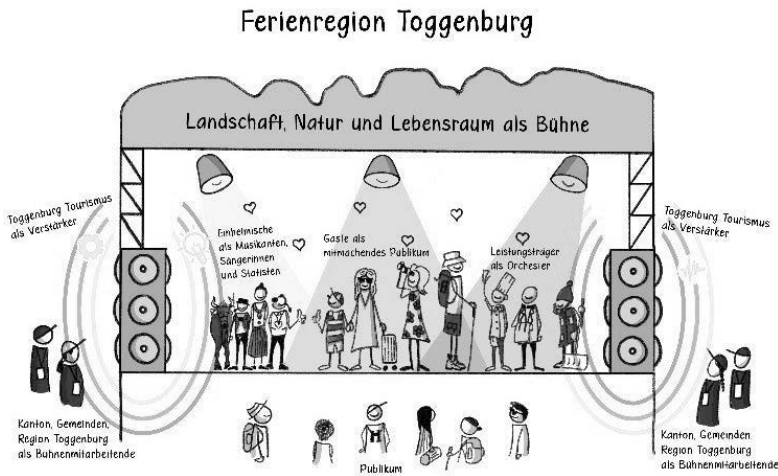 Ferienregion Toggenburg
Landschaft, Natur und Lebensraum als Bühne
Toggenburg Tourismus
als Verstärker
Einheimische
als Musikanten,
Sängerinnen
und Statisten
Gäste als
mitmachendes Publikum
Leistungsträger
als Orchester
Toggenburg Tourismus
als Verstärker
Kanton, Gemeinden,
Region Toggenburg
als Bühnenmitarbeitende
H
Publikum
Kanton, Gemeinden
Region Toggenburg
als Bühnenmitarbeitende